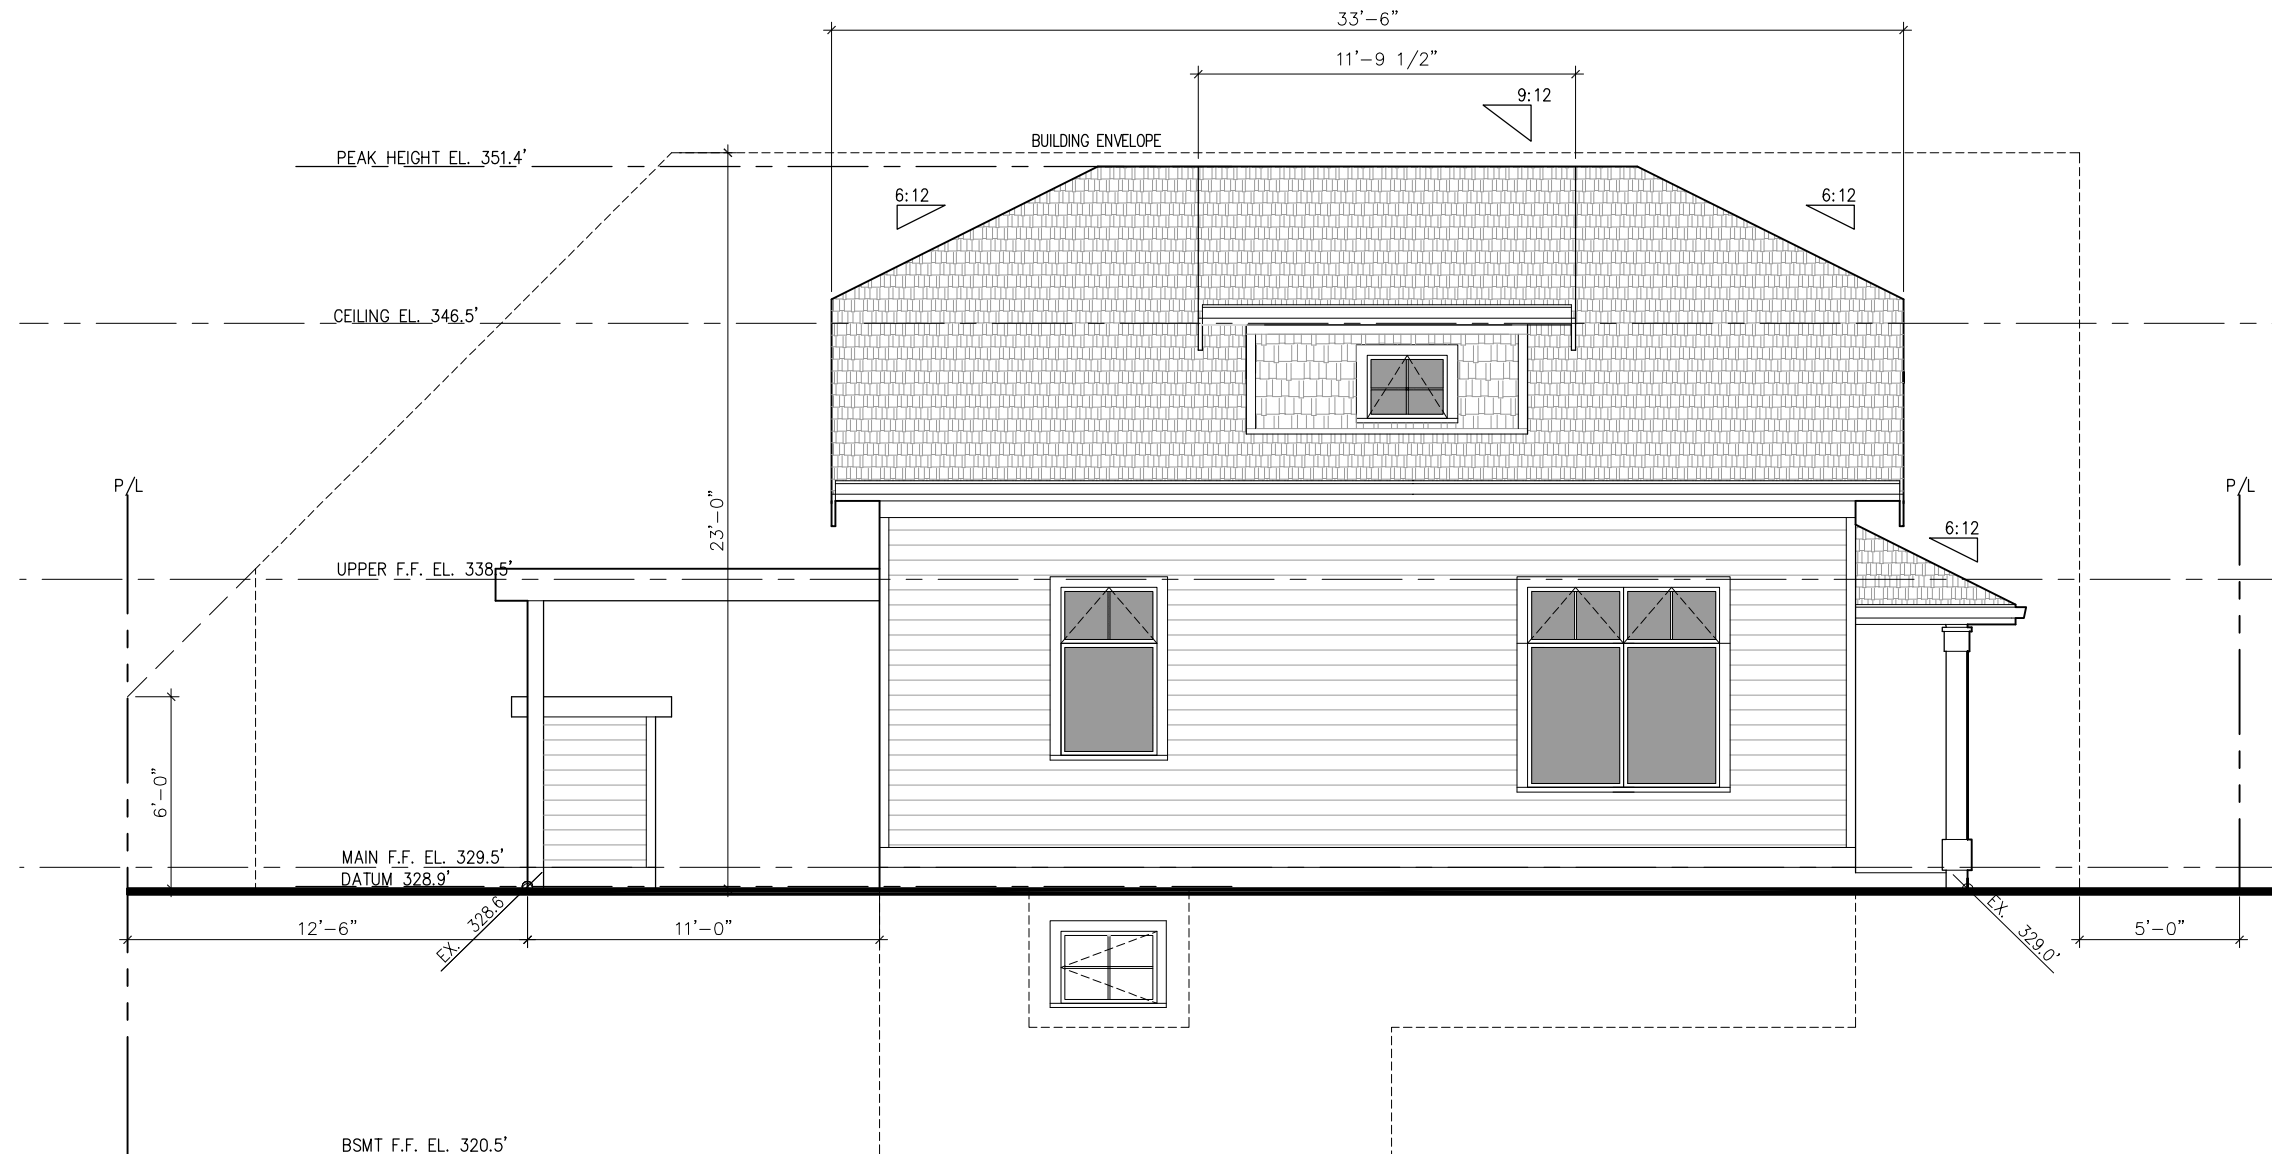 33'-6"
11'-9 1/2"
9:12
BUILDING ENVELOPE
PEAK HEIGHT EL. 351.4'
6:12
6:12
CEILING EL. 346.5'
P/L
P/L
23'-0"
6:12
UPPER F.F. EL. 338.5'
6'-0"
MAIN F.F. EL. 329.5'
DATUM 328.9'
EX. 328.6'
EX. 329.0'
12'-6"
11'-0"
5'-0"
BSMT F.F. EL. 320.5'